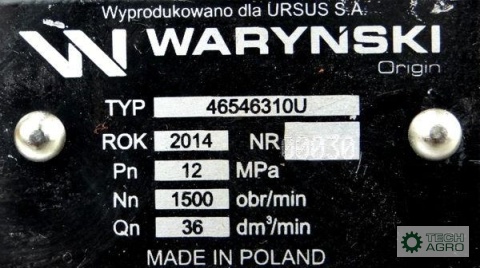 Wyprodukowano dla URSUS S.A.
WARYŃSKI
Origin
TYP 46546310U
ROK 2014 NR 00030
Pn 12 MPa
Nn 1500 obr/min
Qn 36 dm³/min
MADE IN POLAND
TECH
AGRO